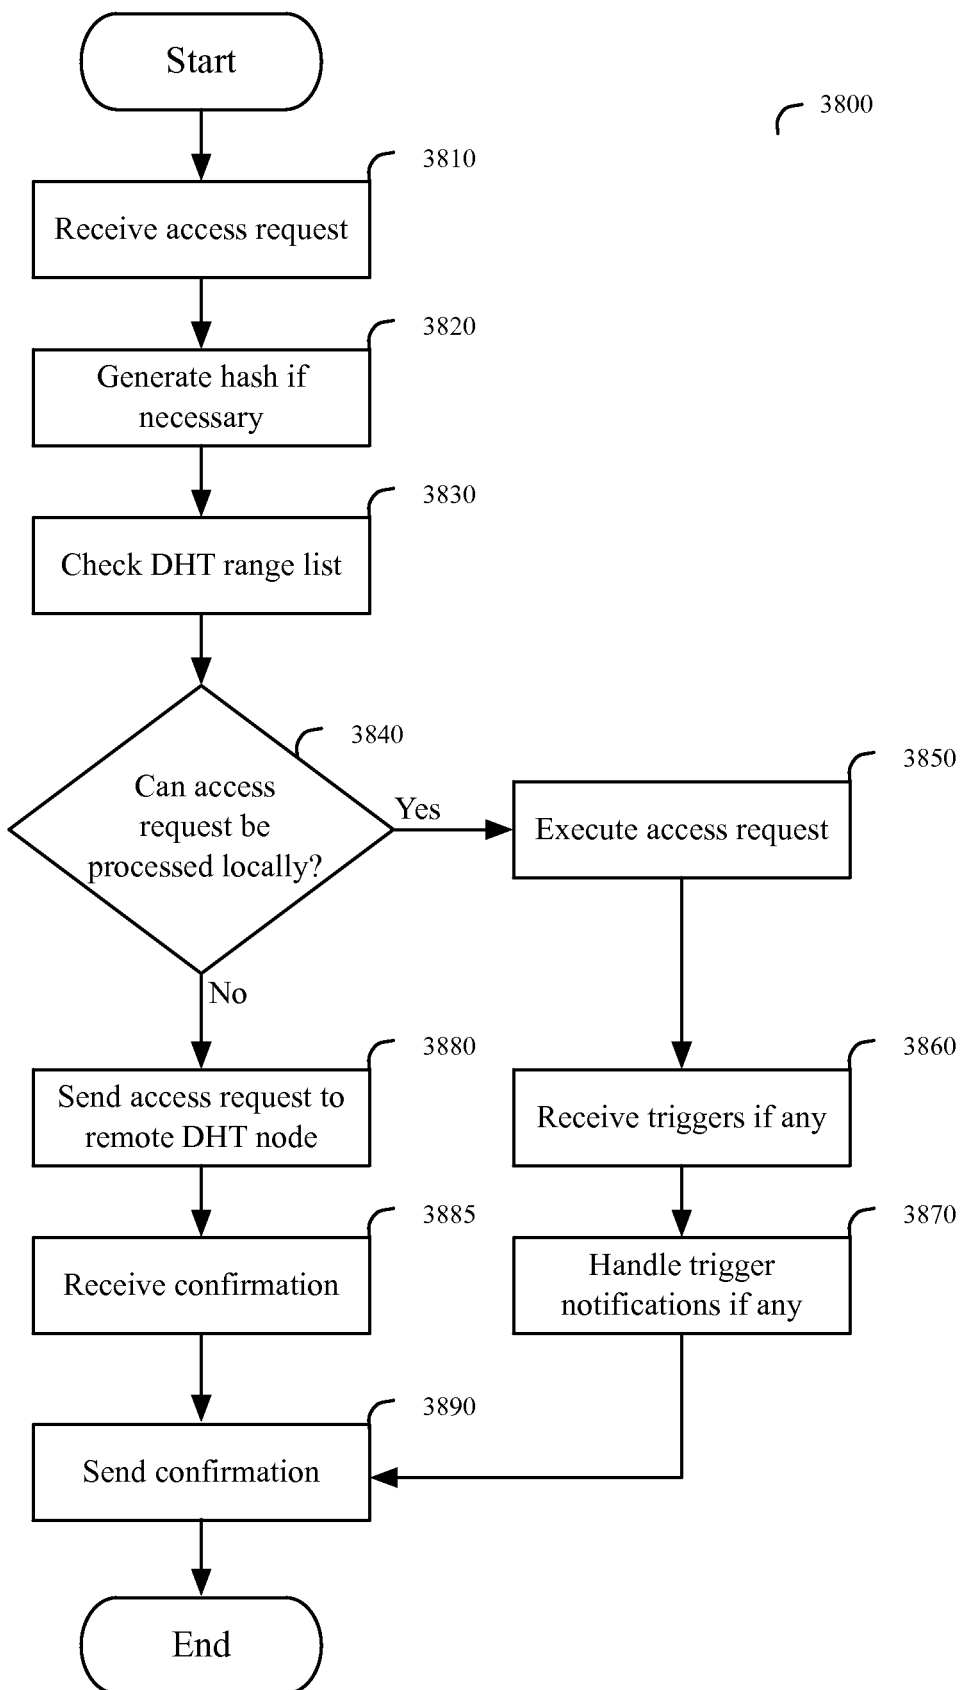 Start
3800
3810
Receive access request
3820
Generate hash if
necessary
3830
Check DHT range list
3840
Can access
request be
processed locally?
Yes
3850
Execute access request
No
3880
Send access request to
remote DHT node
3860
Receive triggers if any
3885
Receive confirmation
3870
Handle trigger
notifications if any
3890
Send confirmation
End